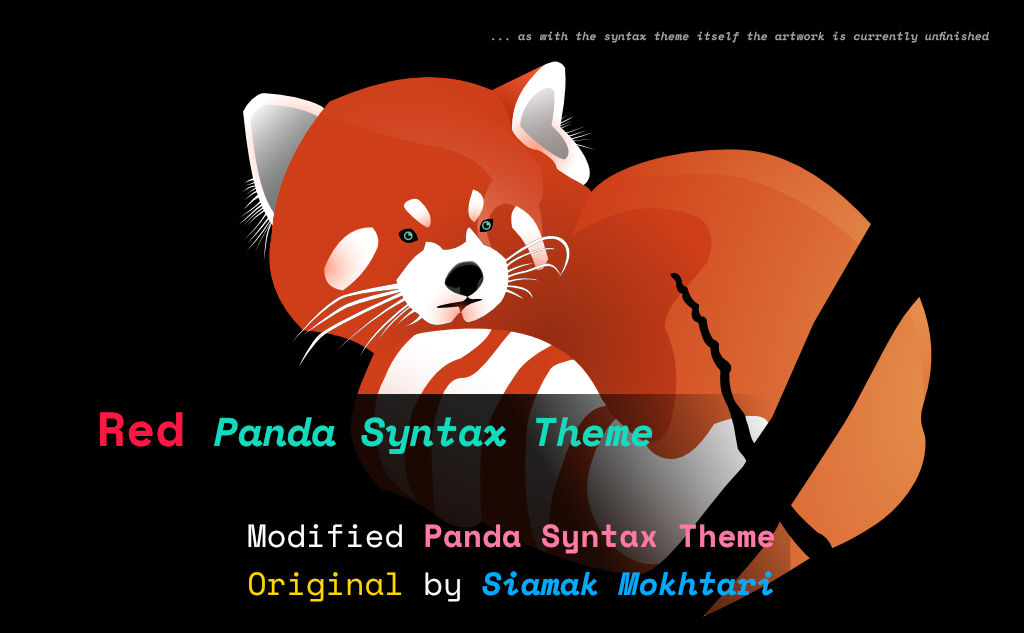 ... as with the syntax theme itself the artwork is currently unfinished
Red Panda Syntax Theme
Modified Panda Syntax Theme
Original by Siamak Mokhtari